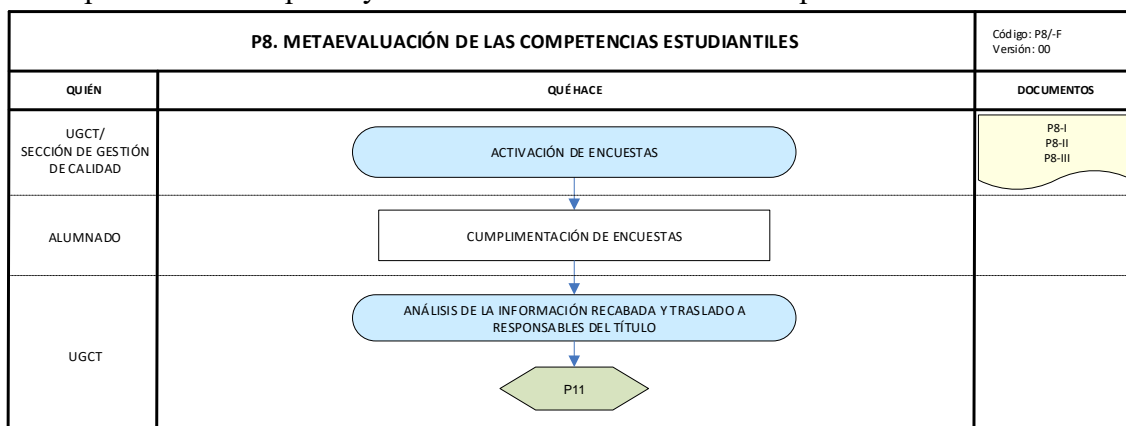 P8. METAEVALUACIÓN DE LAS COMPETENCIAS ESTUDIANTILES
Código: P8/-F
Versión: 00
QUIÉN
QUÉ HACE
DOCUMENTOS
UGCT/
SECCIÓN DE GESTIÓN
DE CALIDAD
ACTIVACIÓN DE ENCUESTAS
P8-I
P8-II
P8-III
ALUMNADO
CUMPLIMENTACIÓN DE ENCUESTAS
UGCT
ANÁLISIS DE LA INFORMACIÓN RECABADA Y TRASLADO A
RESPONSABLES DEL TÍTULO
P11